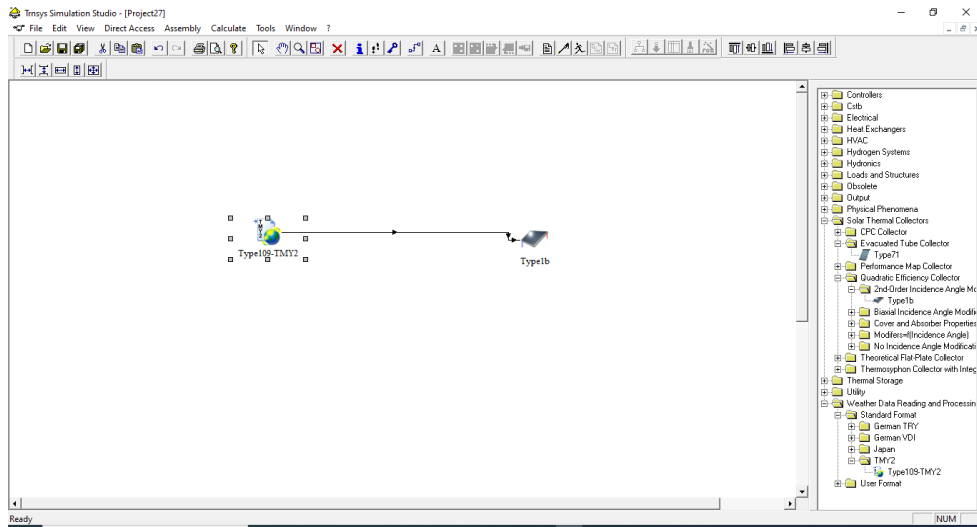 Trnsys Simulation Studio - [Project27]
File Edit View Direct Access Assembly Calculate Tools Window ?
Controllers
Cstb
Electrical
Heat Exchangers
HVAC
Hydrogen Systems
Hydronics
Loads and Structures
Obsolete
Output
Physical Phenomena
Solar Thermal Collectors
CPC Collector
Evacuated Tube Collector
Type71
Performance Map Collector
Quadratic Efficiency Collector
2nd-Order Incidence Angle Mo
Type1b
Biaxial Incidence Angle Modifi
Cover and Absorber Properties
Modifers=f(Incidence Angle)
No Incidence Angle Modificati
Theoretical Flat-Plate Collector
Thermosyphon Collector with Integ
Thermal Storage
Utility
Weather Data Reading and Processin
Standard Format
German TRY
German VDI
Japan
TMY2
Type109-TMY2
User Format
TMY2
Type109-TMY2
Type1b
Ready
NUM